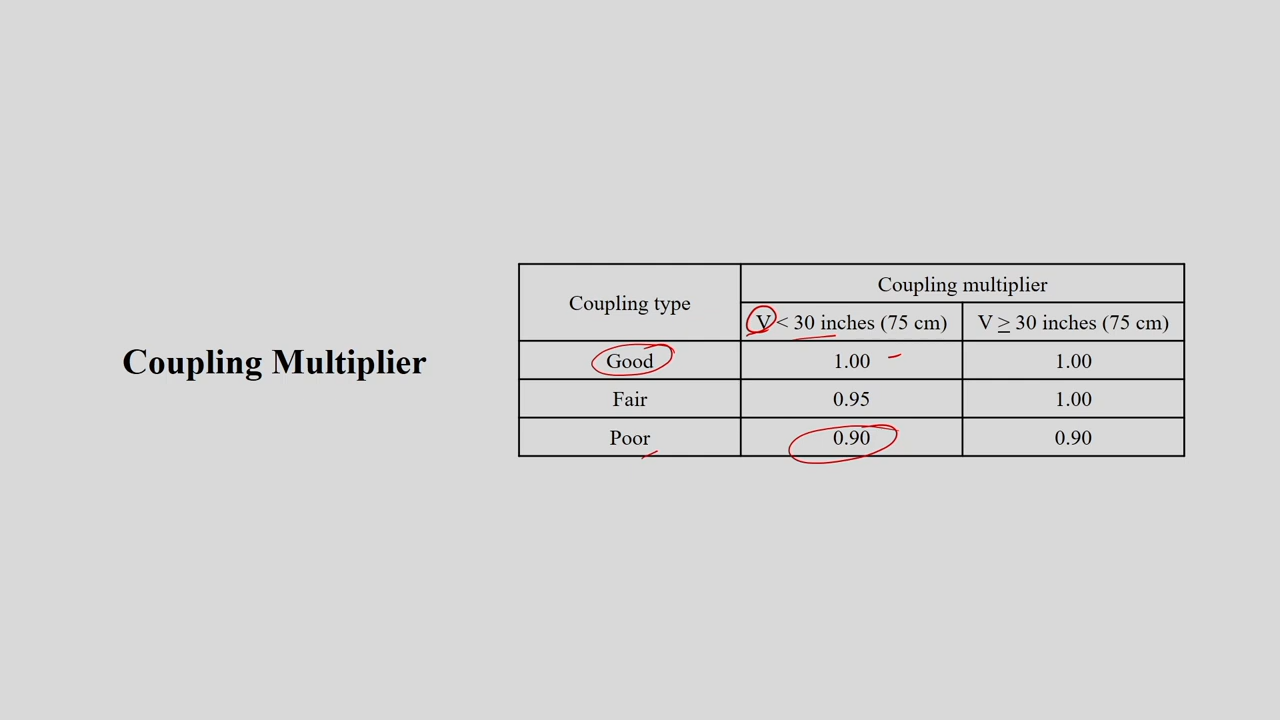 Coupling Multiplier
Coupling type
Coupling multiplier
V < 30 inches (75 cm)
V ≥ 30 inches (75 cm)
Good
1.00
1.00
Fair
0.95
1.00
Poor
0.90
0.90